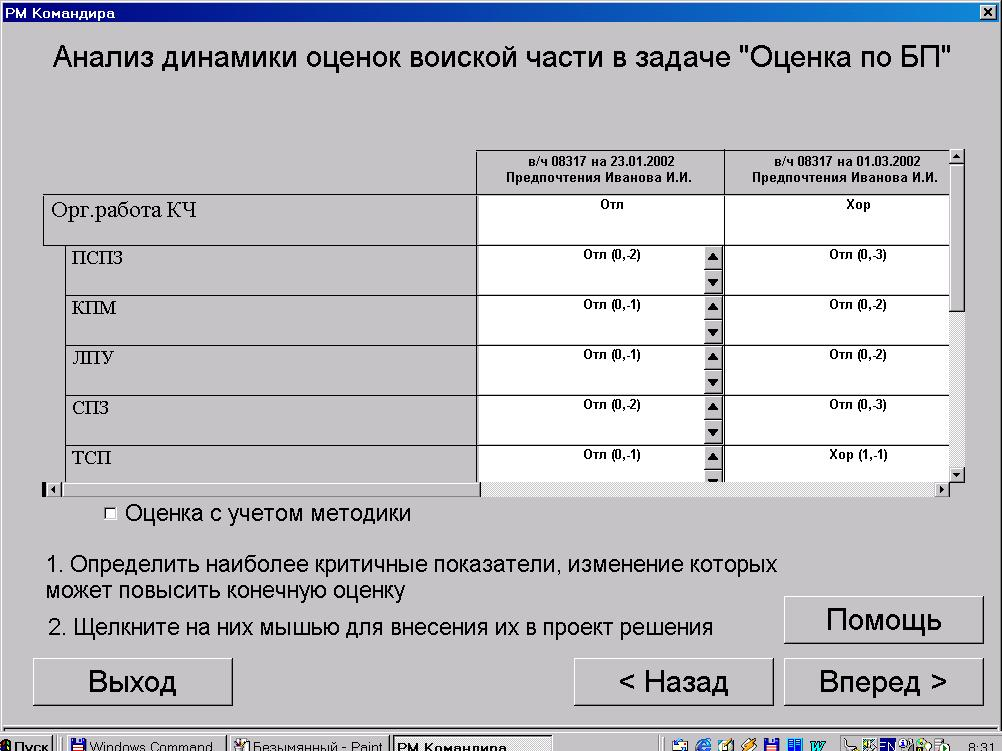 РМ Командира
Анализ динамики оценок воиской части в задаче "Оценка по БП"
в/ч 08317 на 23.01.2002 в/ч 08317 на 01.03.2002
Предпочтения Иванова И.И. Предпочтения Иванова И.И.
Орг.работа КЧ Отл Хор
ПСПЗ Отл (0,-2) Отл (0,-3)
КПМ Отл (0,-1) Отл (0,-2)
ЛПУ Отл (0,-1) Отл (0,-2)
СПЗ Отл (0,-2) Отл (0,-3)
ТСП Отл (0,-1) Хор (1,-1)
Оценка с учетом методики
1. Определить наиболее критичные показатели, изменение которых
может повысить конечную оценку
2. Щелкните на них мышью для внесения их в проект решения
Помощь
Выход < Назад Вперед >
Пуск Windows Command... Безымянный - Paint РМ Командира EN 8:31